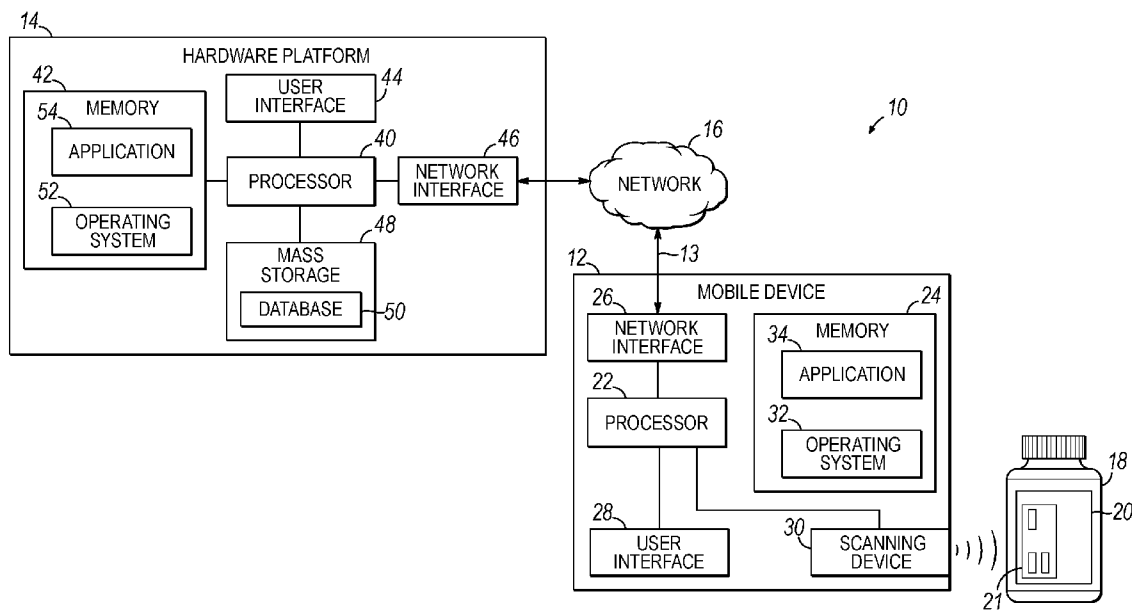 14
HARDWARE PLATFORM
42
MEMORY
54
APPLICATION
52
OPERATING
SYSTEM
USER
INTERFACE
44
40
PROCESSOR
46
NETWORK
INTERFACE
48
MASS
STORAGE
DATABASE
50
16
NETWORK
10
13
12
MOBILE DEVICE
26
NETWORK
INTERFACE
22
PROCESSOR
28
USER
INTERFACE
24
MEMORY
34
APPLICATION
32
OPERATING
SYSTEM
30
SCANNING
DEVICE
18
20
21